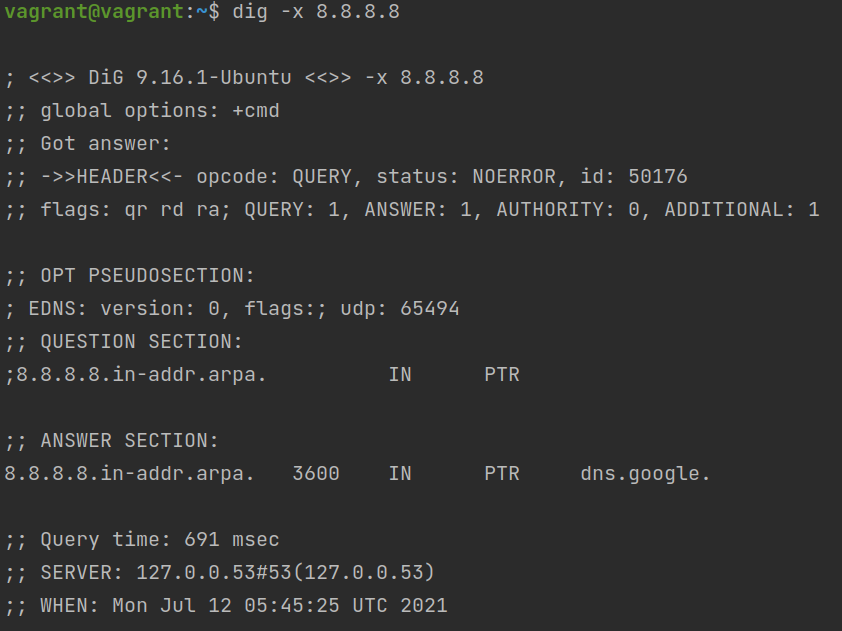 vagrant@vagrant:~$ dig -x 8.8.8.8
; <<>> DiG 9.16.1-Ubuntu <<>> -x 8.8.8.8
;; global options: +cmd
;; Got answer:
;; ->>HEADER<<- opcode: QUERY, status: NOERROR, id: 50176
;; flags: qr rd ra; QUERY: 1, ANSWER: 1, AUTHORITY: 0, ADDITIONAL: 1
;; OPT PSEUDOSECTION:
; EDNS: version: 0, flags:; udp: 65494
;; QUESTION SECTION:
;8.8.8.8.in-addr.arpa.          IN      PTR
;; ANSWER SECTION:
8.8.8.8.in-addr.arpa.   3600    IN      PTR     dns.google.
;; Query time: 691 msec
;; SERVER: 127.0.0.53#53(127.0.0.53)
;; WHEN: Mon Jul 12 05:45:25 UTC 2021